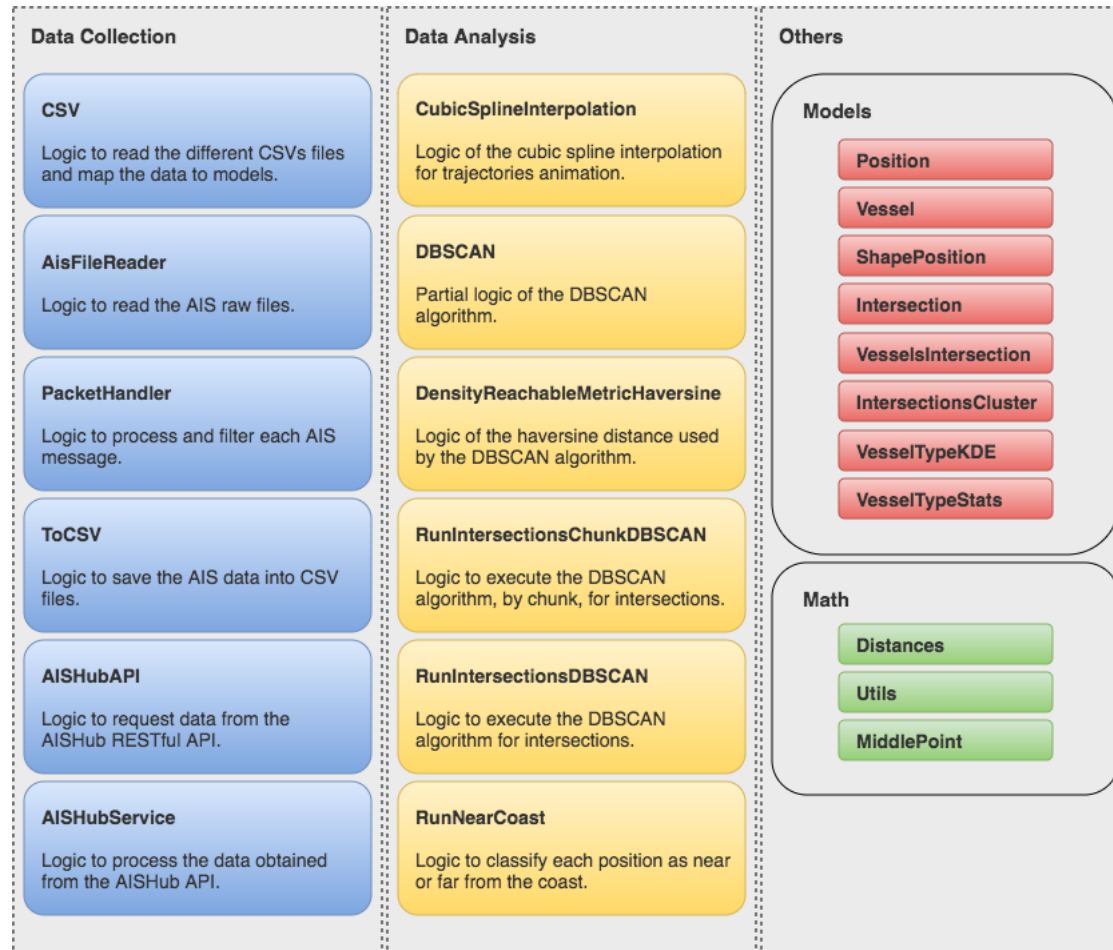 Data Collection
CSV
Logic to read the different CSVs files
and map the data to models.
AisFileReader
Logic to read the AIS raw files.
PacketHandler
Logic to process and filter each AIS
message.
ToCSV
Logic to save the AIS data into CSV
files.
AISHubAPI
Logic to request data from the
AISHub RESTful API.
AISHubService
Logic to process the data obtained
from the AISHub API.
Data Analysis
CubicSplineInterpolation
Logic of the cubic spline interpolation
for trajectories animation.
DBSCAN
Partial logic of the DBSCAN
algorithm.
DensityReachableMetricHaversine
Logic of the haversine distance used
by the DBSCAN algorithm.
RunIntersectionsChunkDBSCAN
Logic to execute the DBSCAN
algorithm, by chunk, for intersections.
RunIntersectionsDBSCAN
Logic to execute the DBSCAN
algorithm for intersections.
RunNearCoast
Logic to classify each position as near
or far from the coast.
Others
Models
Position
Vessel
ShapePosition
Intersection
VesselsIntersection
IntersectionsCluster
VesselTypeKDE
VesselTypeStats
Math
Distances
Utils
MiddlePoint